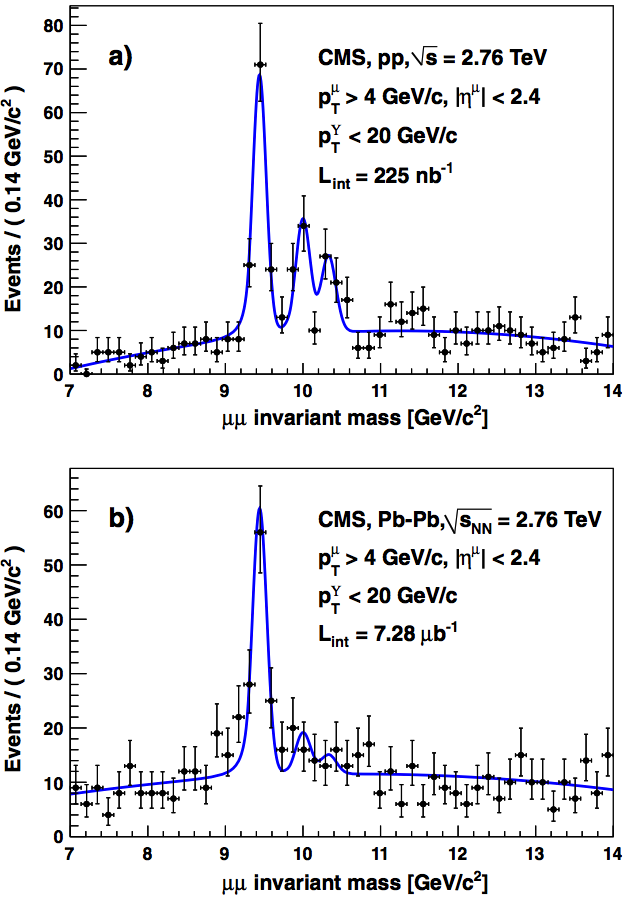 a)
CMS, pp, √s = 2.76 TeV
p_T^μ > 4 GeV/c, |η^μ| < 2.4
p_T^Υ < 20 GeV/c
L_int = 225 nb^-1
Events / ( 0.14 GeV/c^2 )
80
70
60
50
40
30
20
10
0
7 8 9 10 11 12 13 14
μμ invariant mass [GeV/c^2]
b)
CMS, Pb-Pb, √s_NN = 2.76 TeV
p_T^μ > 4 GeV/c, |η^μ| < 2.4
p_T^Υ < 20 GeV/c
L_int = 7.28 μb^-1
Events / ( 0.14 GeV/c^2 )
60
50
40
30
20
10
0
7 8 9 10 11 12 13 14
μμ invariant mass [GeV/c^2]